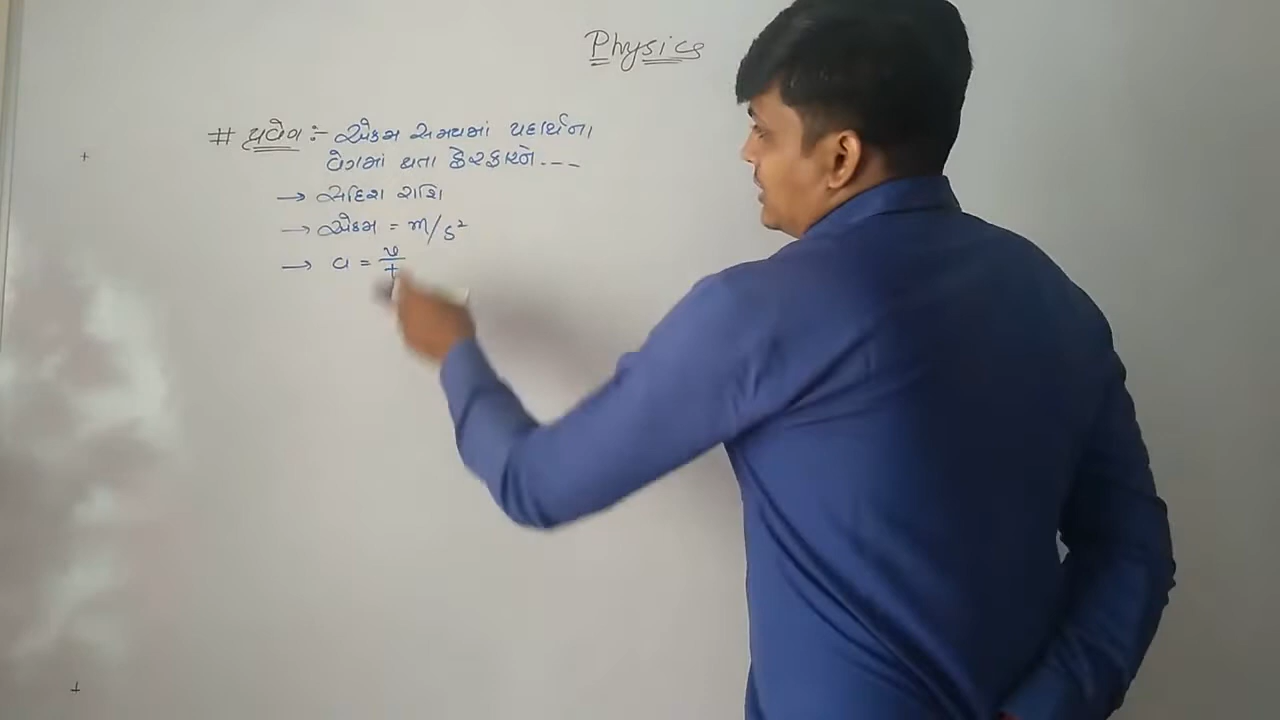 Physics
# પ્રવેગ :- એકમ સમયમાં પદાર્થના
વેગમાં થતા ફેરફારને ---
→ સદિશ રાશિ
→ એકમ = m/s²
→ a = v/t